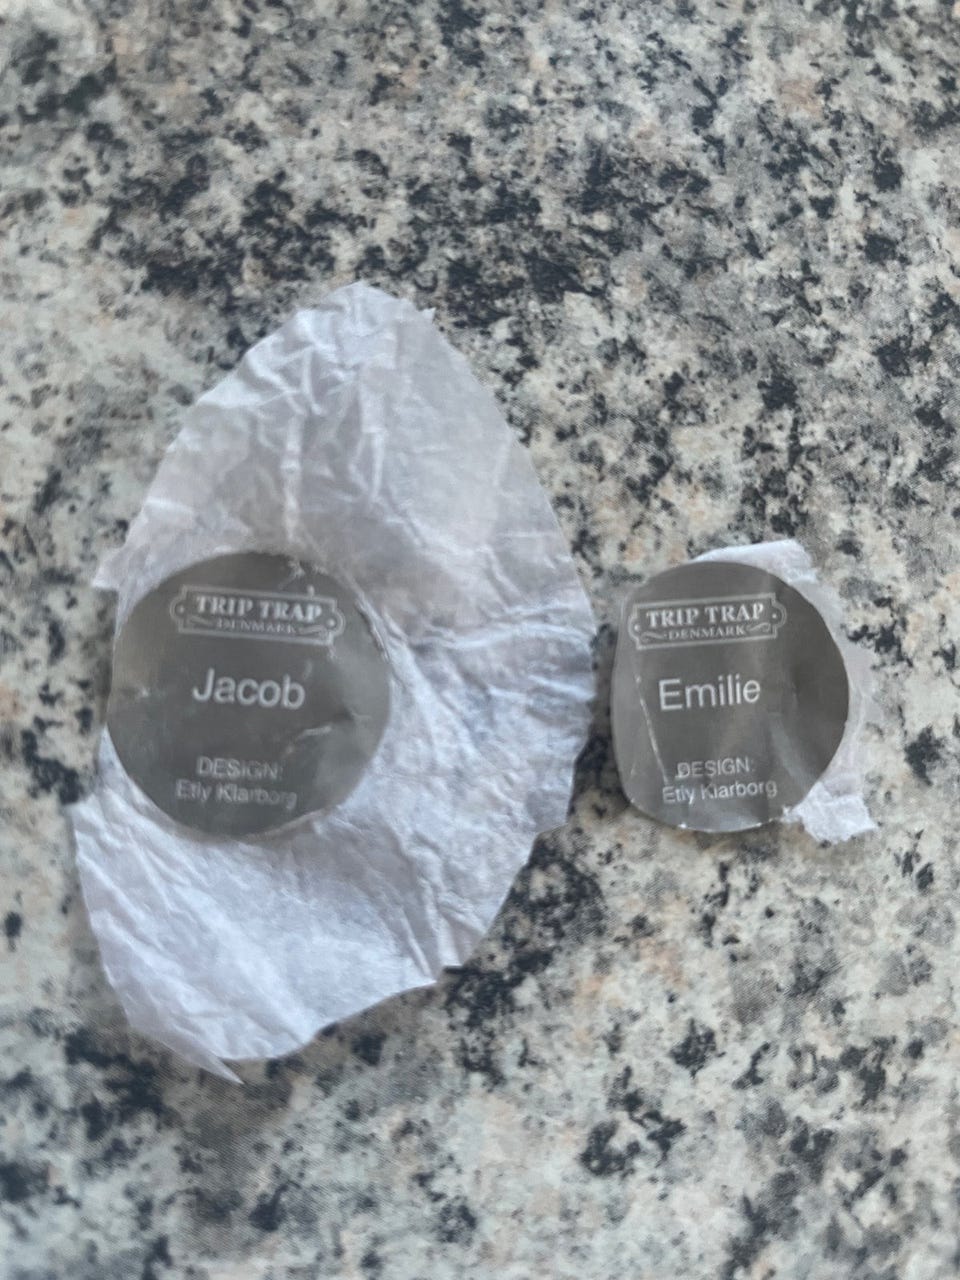 TRIP TRAP
DENMARK
Jacob
DESIGN:
Etly Klarborg
TRIP TRAP
DENMARK
Emilie
DESIGN:
Etly Klarborg